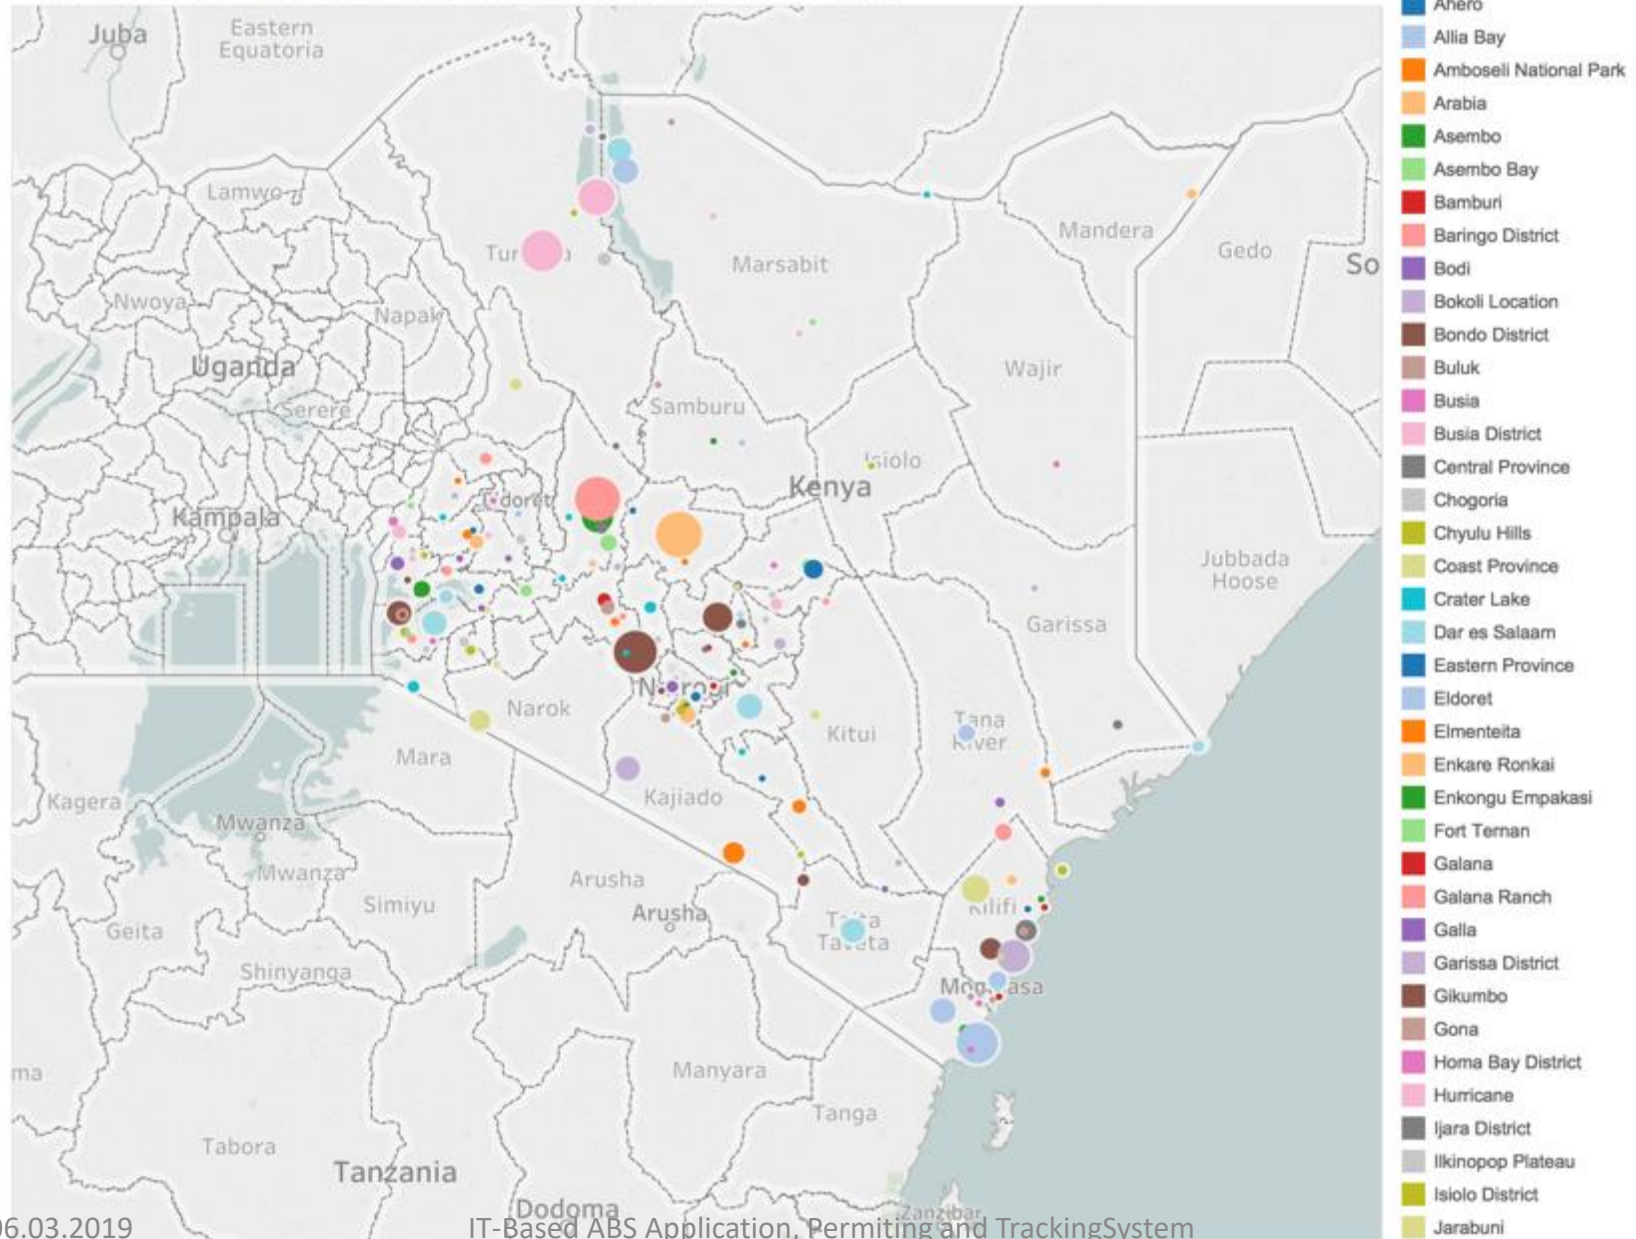 Juba
Eastern
Equatoria
Lamwo
Mandera
Gedo
So
Marsabit
Nwoya
Napak
Uganda
Wajir
Serere
Samburu
Isiolo
Kenya
Kampala
Jubbada
Hoose
Garissa
Narok
Kitui
Tana
River
Mara
Kajiado
Kagera
Mwanza
Mwanza
Arusha
Simiyu
Arusha
Taita
Taveta
Kilifi
Geita
Shinyanga
Mombasa
ma
Manyara
Tanga
Tabora
Tanzania
Dodoma
Zanzibar
06.03.2019
IT-Based ABS Application, Permiting and TrackingSystem
Ahero
Allia Bay
Amboseli National Park
Arabia
Asembo
Asembo Bay
Bamburi
Baringo District
Bodi
Bokoli Location
Bondo District
Buluk
Busia
Busia District
Central Province
Chogoria
Chyulu Hills
Coast Province
Crater Lake
Dar es Salaam
Eastern Province
Eldoret
Elmenteita
Enkare Ronkai
Enkongu Empakasi
Fort Ternan
Galana
Galana Ranch
Galla
Garissa District
Gikumbo
Gona
Homa Bay District
Hurricane
Ijara District
Ilkinopop Plateau
Isiolo District
Jarabuni